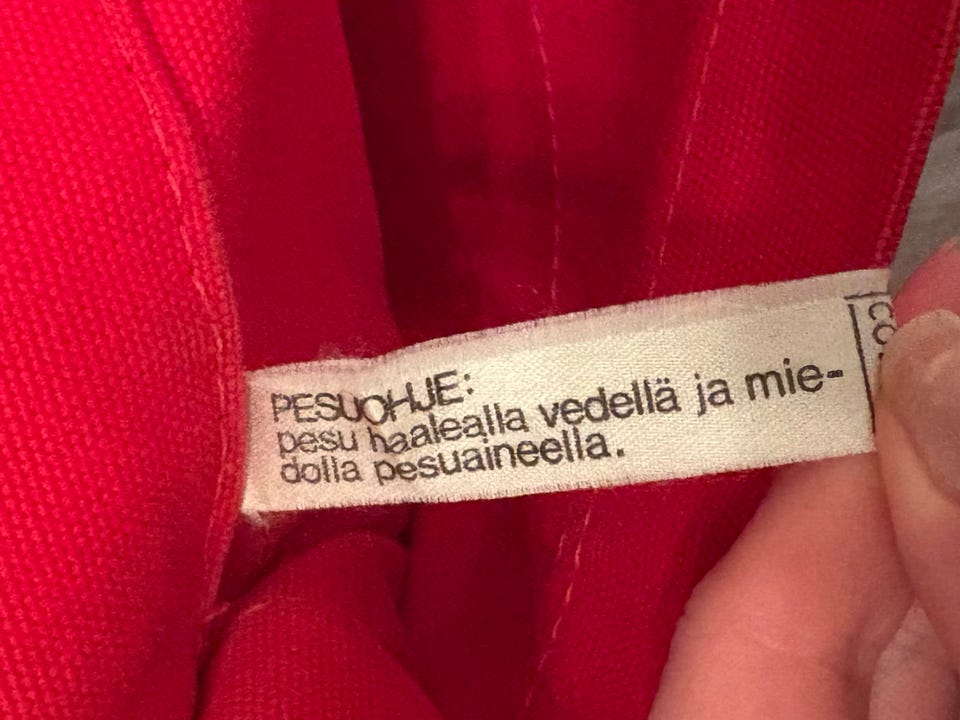 PESUOHJE:
pesu haalealla vedellä ja mie-
dolla pesuaineella.